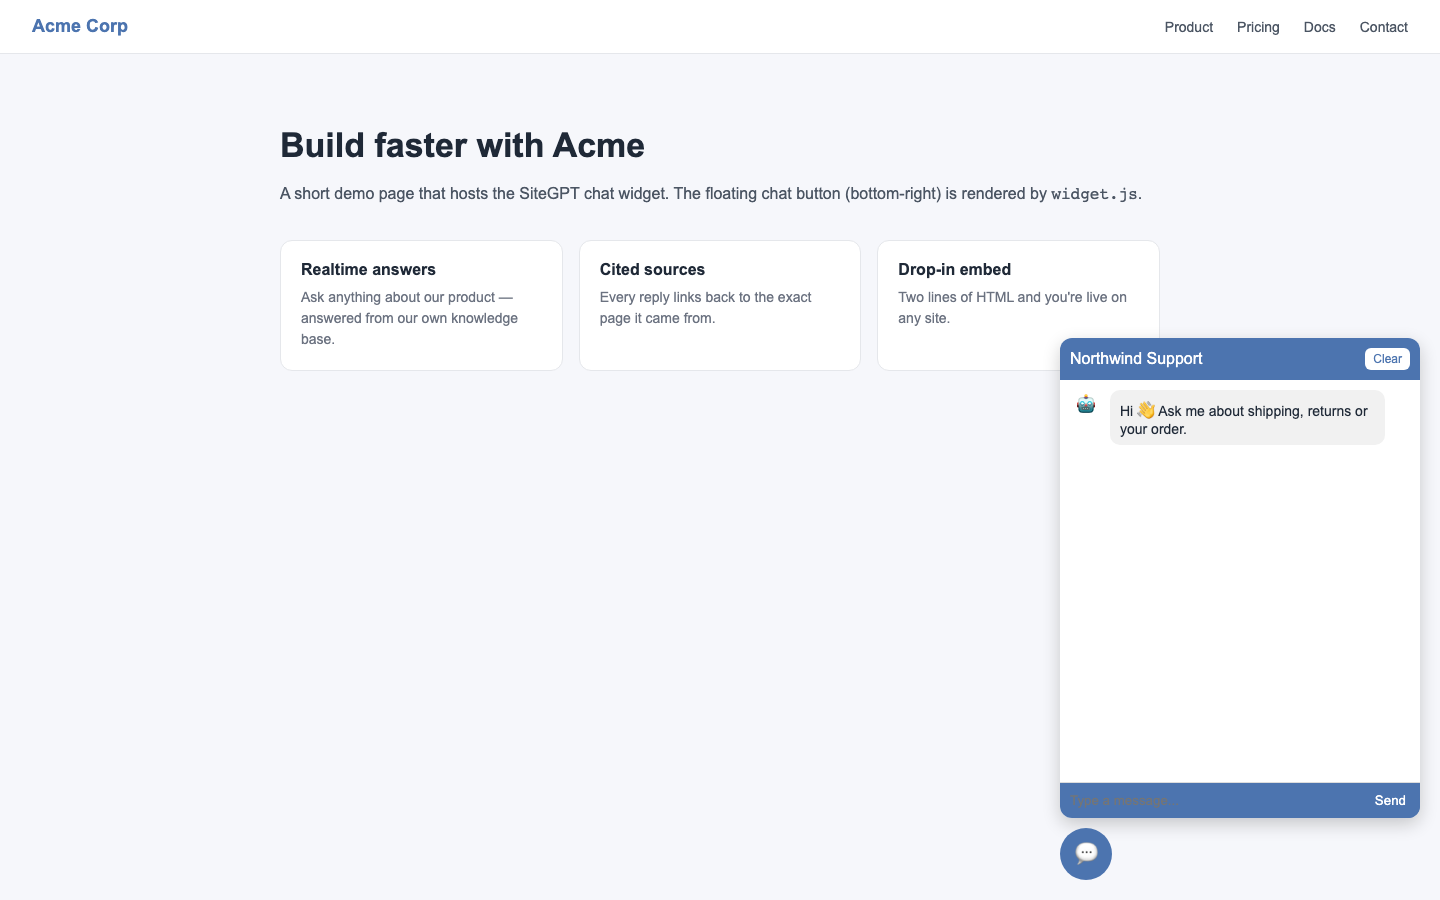 Acme Corp
Product
Pricing
Docs
Contact
Build faster with Acme
A short demo page that hosts the SiteGPT chat widget. The floating chat button (bottom-right) is rendered by widget.js.
Realtime answers
Ask anything about our product —
answered from our own knowledge
base.
Cited sources
Every reply links back to the exact
page it came from.
Drop-in embed
Two lines of HTML and you're live on
any site.
Northwind Support
Clear
Hi 👋 Ask me about shipping, returns or
your order.
Type a message
Send